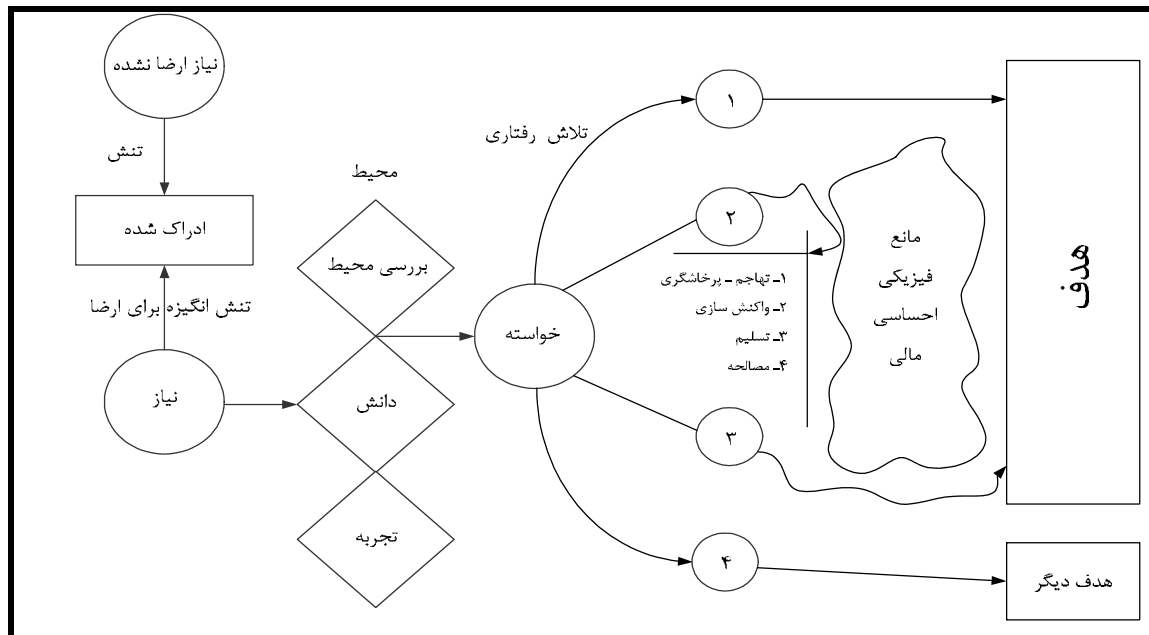 نیاز ارضا نشده
تنش
ادراک شده
تنش انگیزه برای ارضا
نیاز
محیط
بررسی محیط
دانش
تجربه
خواسته
تلاش رفتاری
۱
۲
۱ـ تهاجم ـ پرخاشگری
۲ـ واکنش سازی
۳ـ تسلیم
۴ـ مصالحه
۳
۴
مانع
فیزیکی
احساسی
مالی
هدف
هدف دیگر